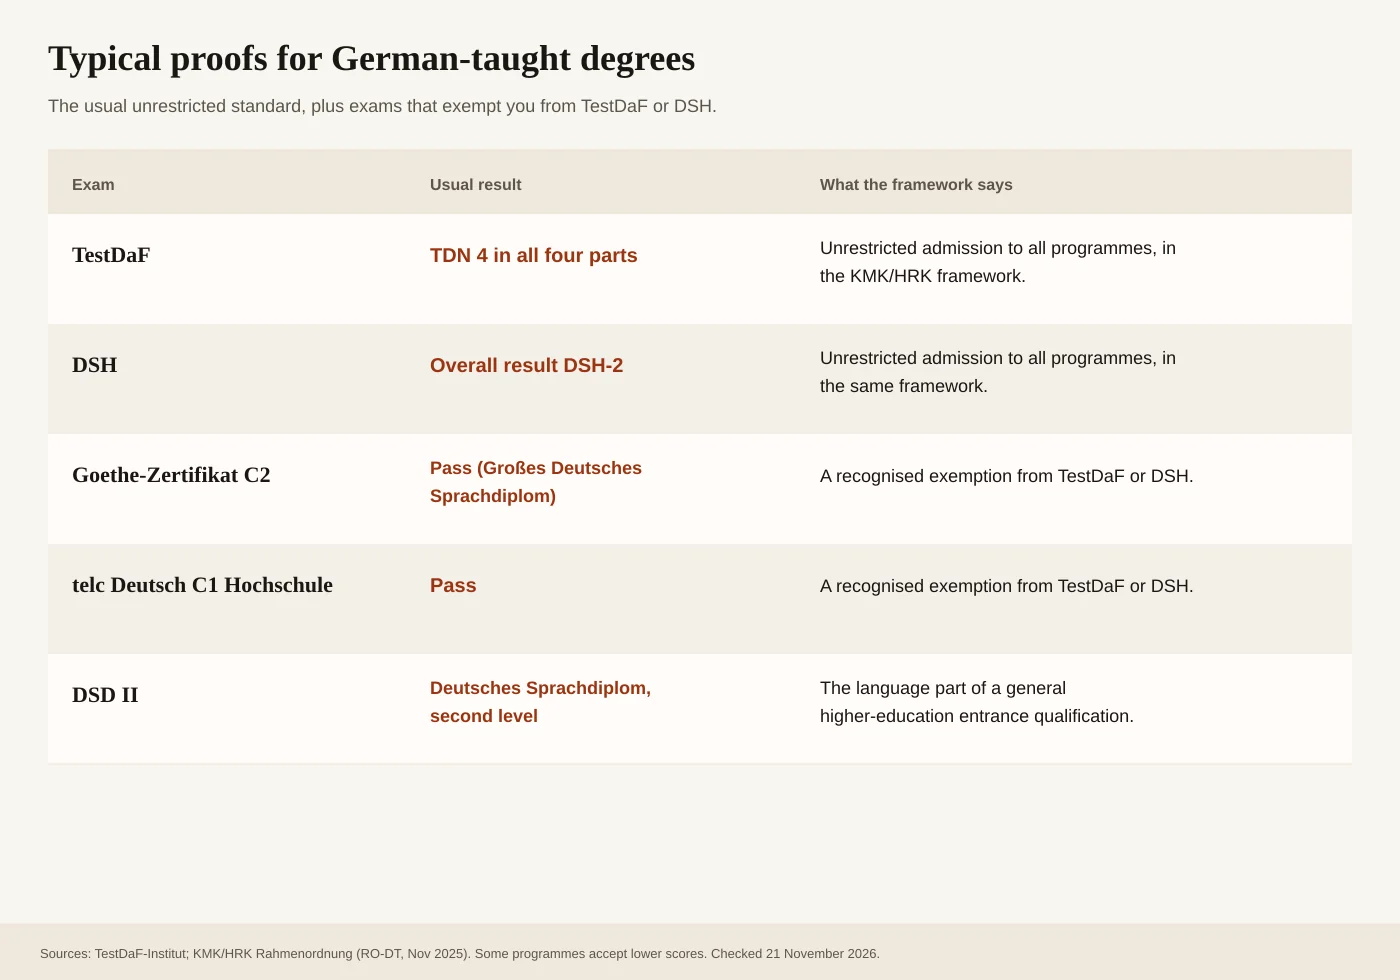 Typical proofs for German-taught degrees
The usual unrestricted standard, plus exams that exempt you from TestDaF or DSH.
Exam
Usual result
What the framework says
TestDaF
TDN 4 in all four parts
Unrestricted admission to all programmes, in
the KMK/HRK framework.
DSH
Overall result DSH-2
Unrestricted admission to all programmes, in
the same framework.
Goethe-Zertifikat C2
Pass (Großes Deutsches
Sprachdiplom)
A recognised exemption from TestDaF or DSH.
telc Deutsch C1 Hochschule
Pass
A recognised exemption from TestDaF or DSH.
DSD II
Deutsches Sprachdiplom,
second level
The language part of a general
higher-education entrance qualification.
Sources: TestDaF-Institut; KMK/HRK Rahmenordnung (RO-DT, Nov 2025). Some programmes accept lower scores. Checked 21 November 2026.